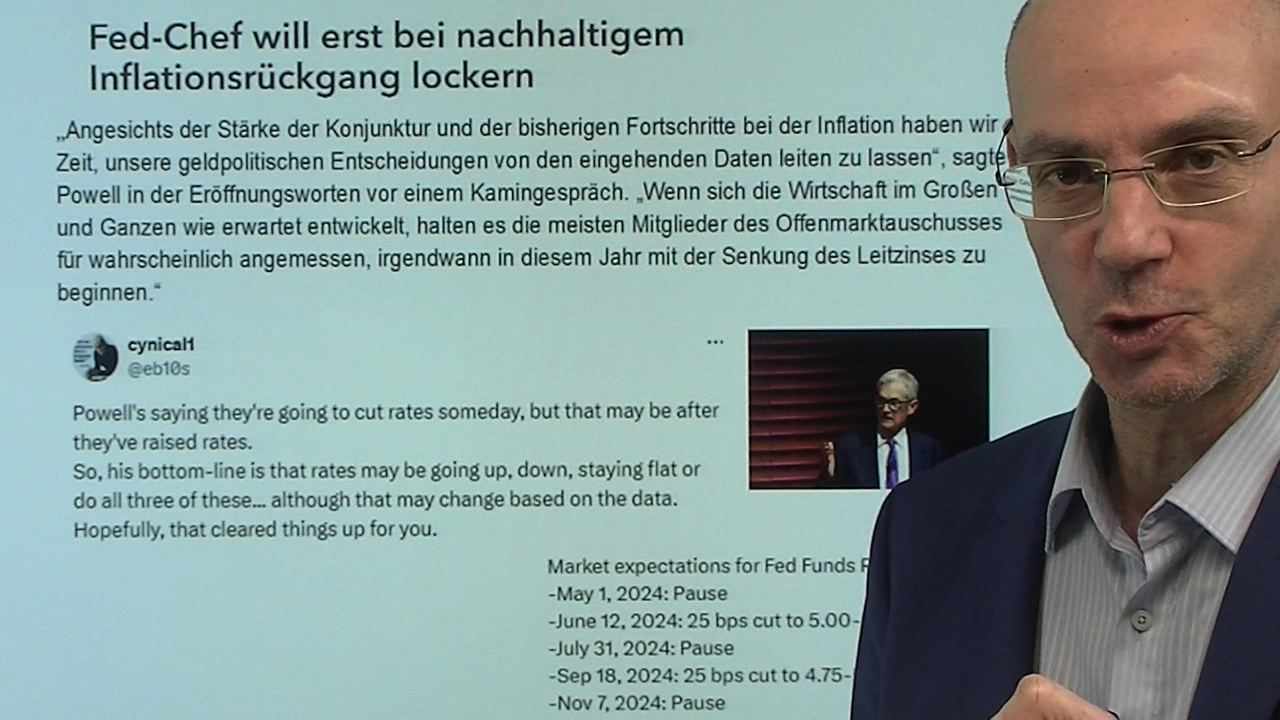 Fed-Chef will erst bei nachhaltigem
Inflationsrückgang lockern
„Angesichts der Stärke der Konjunktur und der bisherigen Fortschritte bei der Inflation haben wir
Zeit, unsere geldpolitischen Entscheidungen von den eingehenden Daten leiten zu lassen“, sagte
Powell in der Eröffnungsworten vor einem Kamingespräch. „Wenn sich die Wirtschaft im Großen
und Ganzen wie erwartet entwickelt, halten es die meisten Mitglieder des Offenmarktauschusses
für wahrscheinlich angemessen, irgendwann in diesem Jahr mit der Senkung des Leitzinses zu
beginnen.“
cynical1
@eb10s
...
Powell's saying they're going to cut rates someday, but that may be after
they've raised rates.
So, his bottom-line is that rates may be going up, down, staying flat or
do all three of these... although that may change based on the data.
Hopefully, that cleared things up for you.
Market expectations for Fed Funds
-May 1, 2024: Pause
-June 12, 2024: 25 bps cut to 5.00-
-July 31, 2024: Pause
-Sep 18, 2024: 25 bps cut to 4.75-
-Nov 7, 2024: Pause